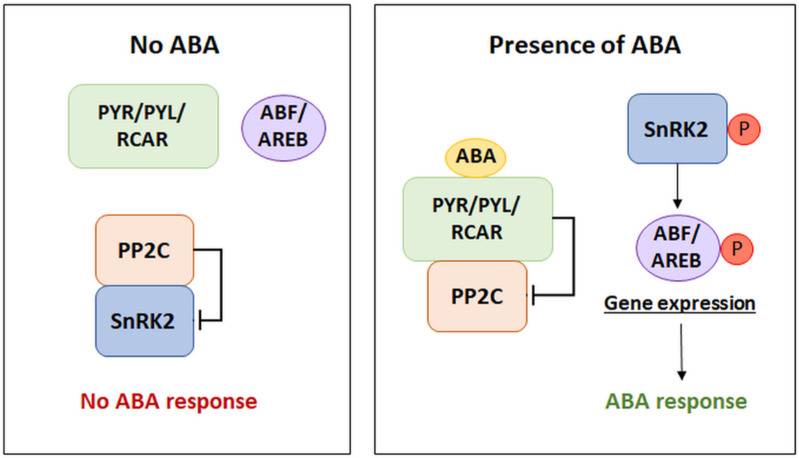 No ABA
PYR/PYL/
RCAR
ABF/
AREB
PP2C
SnRK2
No ABA response
Presence of ABA
ABA
PYR/PYL/
RCAR
PP2C
SnRK2
P
ABF/
AREB
P
Gene expression
ABA response